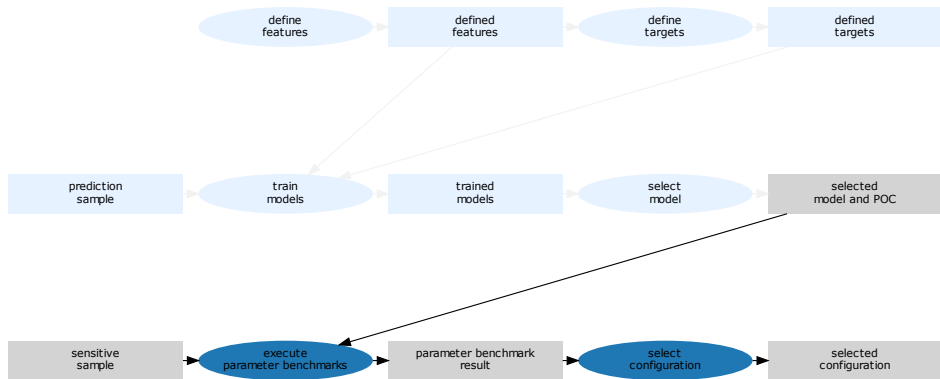 define
features
defined
features
define
targets
defined
targets
prediction
sample
train
models
trained
models
select
model
selected
model and POC
sensitive
sample
execute
parameter benchmarks
parameter benchmark
result
select
configuration
selected
configuration